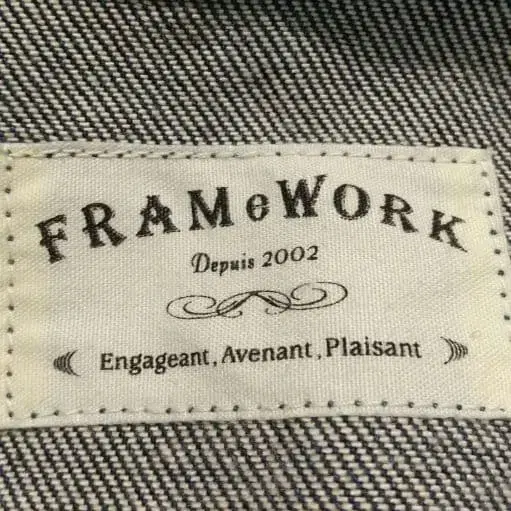 FRAMeWORK
Depuis 2002
Engageant, Avenant, Plaisant